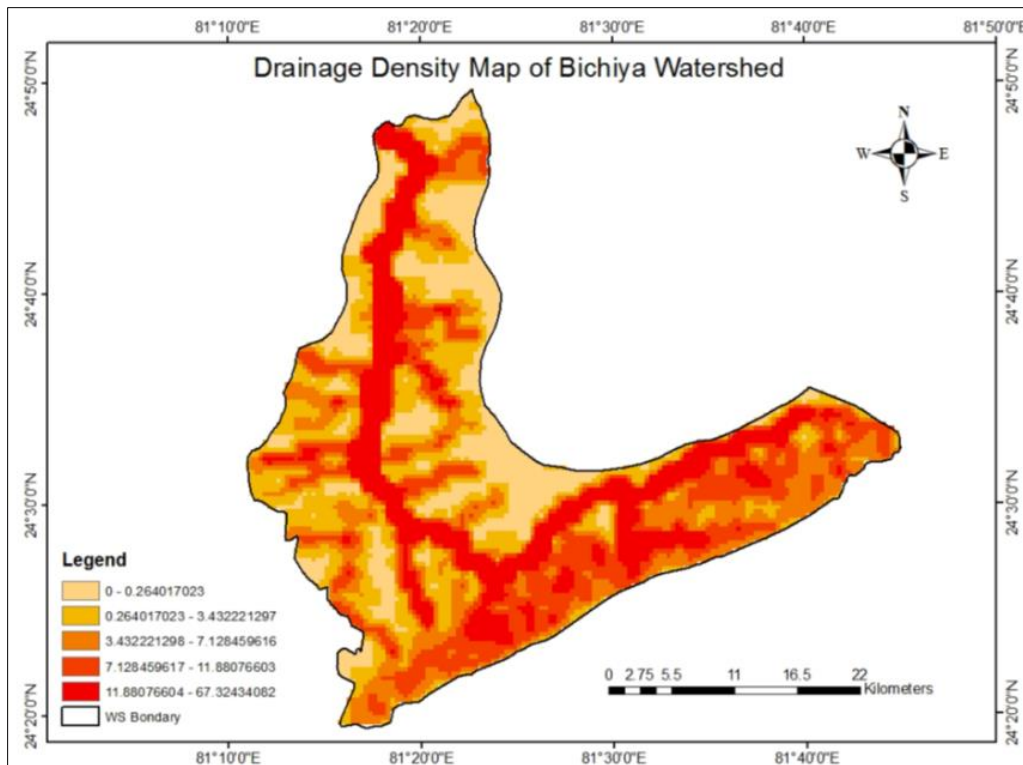 81°10'0"E 81°20'0"E 81°30'0"E 81°40'0"E 81°50'0"E
Drainage Density Map of Bichiya Watershed
24°50'0"N 24°50'0"N
N
W E
S
24°40'0"N 24°40'0"N
24°30'0"N 24°30'0"N
Legend
0 - 0.264017023
0.264017023 - 3.432221297
3.432221298 - 7.128459616
7.128459617 - 11.88076603
11.88076604 - 67.32434082
WS Bondary
0 2.75 5.5 11 16.5 22
Kilometers
24°20'0"N 24°20'0"N
81°10'0"E 81°20'0"E 81°30'0"E 81°40'0"E